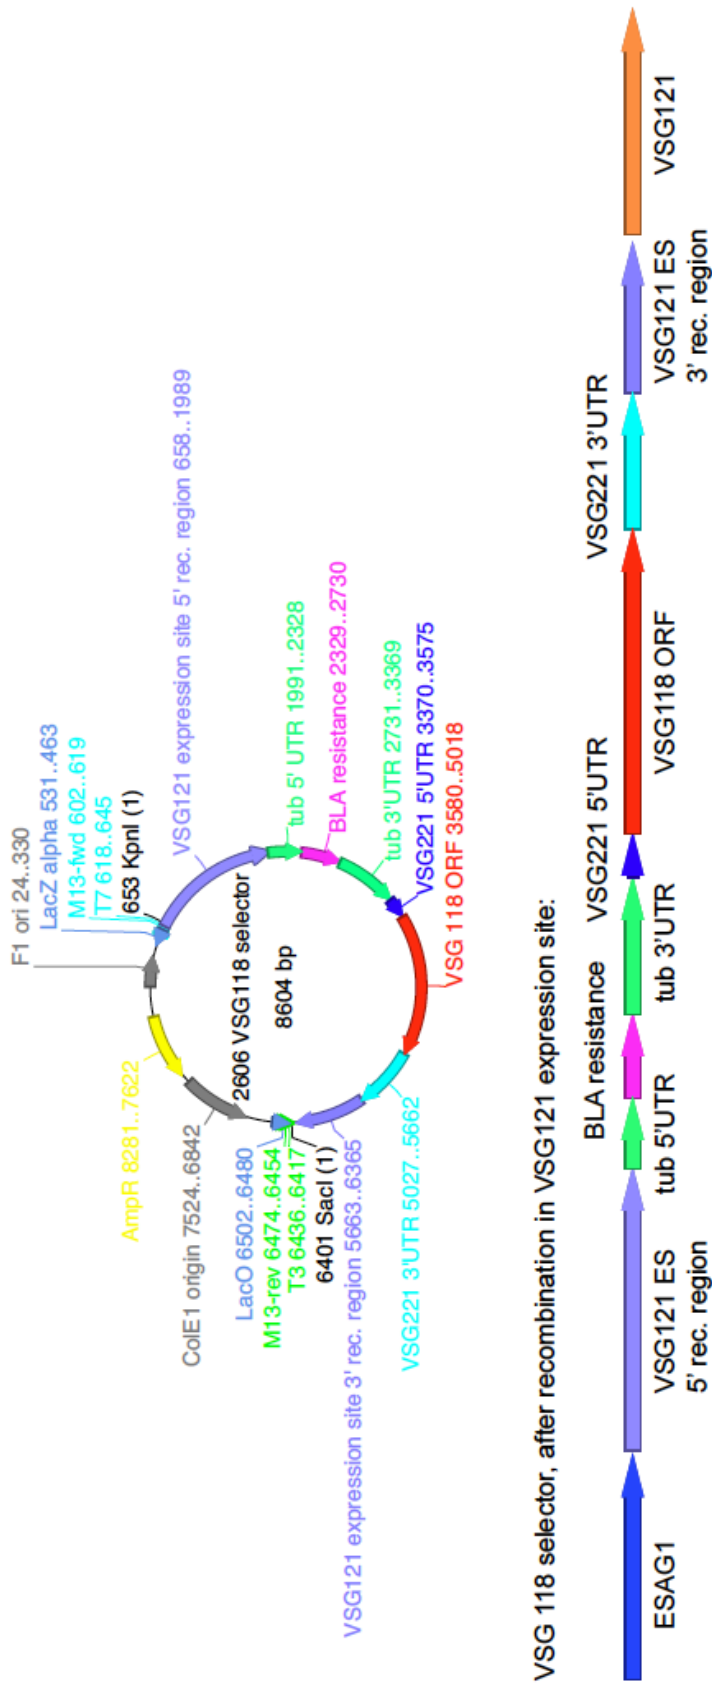 F1 ori 24..330
LacZ alpha 531..463
M13-fwd 602..619
T7 618..645
653 KpnI (1)
VSG121 expression site 5' rec. region 658..1989
tub 5' UTR 1991..2328
BLA resistance 2329..2730
tub 3'UTR 2731..3369
VSG221 5'UTR 3370..3575
VSG 118 ORF 3580..5018
VSG221 3'UTR 5027..5662
VSG121 expression site 3' rec. region 5663..6365
6401 SacI (1)
T3 6436..6417
M13-rev 6474..6454
LacO 6502..6480
ColE1 origin 7524..6842
AmpR 8281..7622
2606 VSG118 selector
8604 bp
VSG 118 selector, after recombination in VSG121 expression site:
ESAG1
VSG121 ES
5' rec. region
tub 5'UTR
BLA resistance
tub 3'UTR
VSG221 5'UTR
VSG118 ORF
VSG221 3'UTR
VSG121 ES
3' rec. region
VSG121